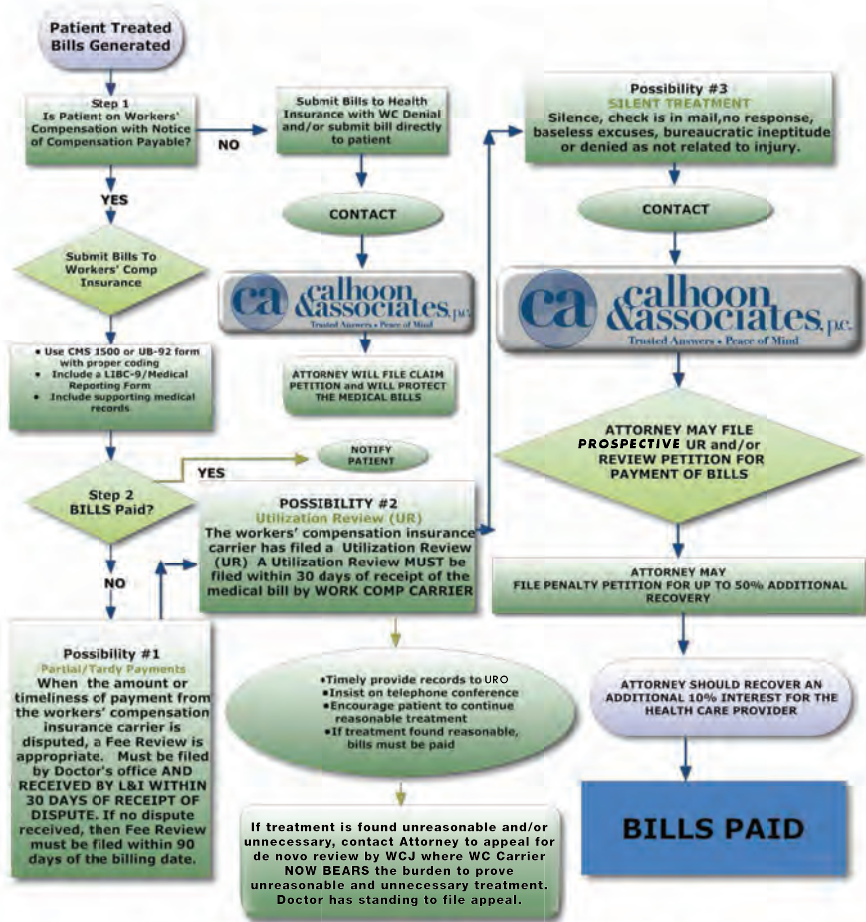 Patient Treated
Bills Generated
Step 1
Is Patient on Workers'
Compensation with Notice
of Compensation Payable?
NO
Submit Bills to Health
Insurance with WC Denial
and/or submit bill directly
to patient
CONTACT
ca calhoon
&associates, p.c.
Trusted Answers • Peace of Mind
ATTORNEY WILL FILE CLAIM
PETITION and WILL PROTECT
THE MEDICAL BILLS
YES
Submit Bills To
Workers' Comp
Insurance
• Use CMS 1500 or UB-92 form
with proper coding
• Include a LIBC-9/Medical
Reporting Form
• Include supporting medical
records
Step 2
BILLS Paid?
YES
NOTIFY
PATIENT
NO
Possibility #1
Partial/Tardy Payments
When the amount or
timeliness of payment from
the workers' compensation
insurance carrier is
disputed, a Fee Review is
appropriate. Must be filed
by Doctor's office AND
RECEIVED BY L&I WITHIN
30 DAYS OF RECEIPT OF
DISPUTE. If no dispute
received, then Fee Review
must be filed within 90
days of the billing date.
POSSIBILITY #2
Utilization Review (UR)
The workers' compensation insurance
carrier has filed a Utilization Review
(UR) A Utilization Review MUST be
filed within 30 days of receipt of the
medical bill by WORK COMP CARRIER
•Timely provide records to URO
•Insist on telephone conference
•Encourage patient to continue
reasonable treatment
•If treatment found reasonable,
bills must be paid
If treatment is found unreasonable and/or
unnecessary, contact Attorney to appeal for
de novo review by WCJ where WC Carrier
NOW BEARS the burden to prove
unreasonable and unnecessary treatment.
Doctor has standing to file appeal.
Possibility #3
SILENT TREATMENT
Silence, check is in mail,no response,
baseless excuses, bureaucratic ineptitude
or denied as not related to injury.
CONTACT
ca calhoon
&associates, p.c.
Trusted Answers • Peace of Mind
ATTORNEY MAY FILE
PROSPECTIVE UR and/or
REVIEW PETITION FOR
PAYMENT OF BILLS
ATTORNEY MAY
FILE PENALTY PETITION FOR UP TO 50% ADDITIONAL
RECOVERY
ATTORNEY SHOULD RECOVER AN
ADDITIONAL 10% INTEREST FOR THE
HEALTH CARE PROVIDER
BILLS PAID